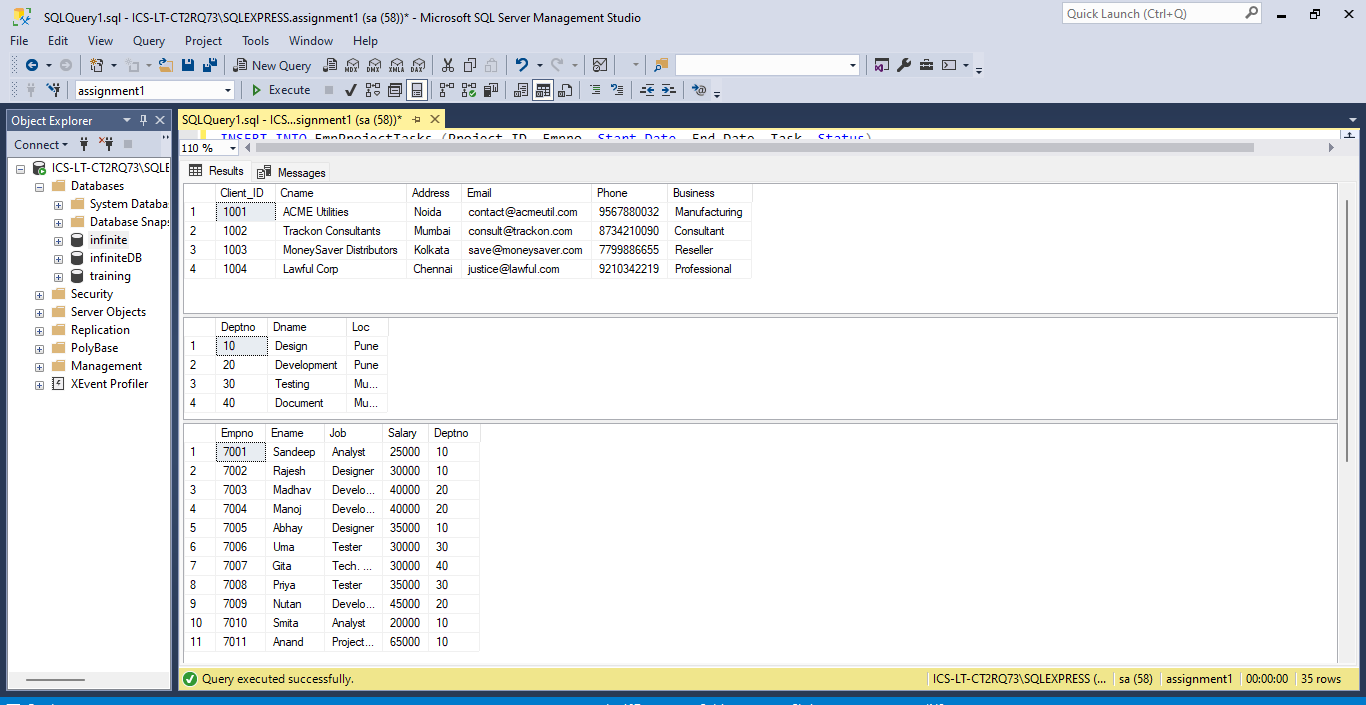 SQLQuery1.sql - ICS-LT-CT2RQ73\SQLEXPRESS.assignment1 (sa (58))* - Microsoft SQL Server Management Studio
Quick Launch (Ctrl+Q)
File Edit View Query Project Tools Window Help
New Query MDX DMX XMLA DAX
assignment1 Execute
Object Explorer
Connect
ICS-LT-CT2RQ73\SQLE
Databases
System Databa
Database Snaps
infinite
infiniteDB
training
Security
Server Objects
Replication
PolyBase
Management
XEvent Profiler
SQLQuery1.sql - ICS...signment1 (sa (58))*
INSERT INTO EmpProjectTasks (Project_ID, Empno, Start_Date, End_Date, Task, Status)
110 %
Results Messages
Client_ID Cname Address Email Phone Business
1 1001 ACME Utilities Noida contact@acmeutil.com 9567880032 Manufacturing
2 1002 Trackon Consultants Mumbai consult@trackon.com 8734210090 Consultant
3 1003 MoneySaver Distributors Kolkata save@moneysaver.com 7799886655 Reseller
4 1004 Lawful Corp Chennai justice@lawful.com 9210342219 Professional
Deptno Dname Loc
1 10 Design Pune
2 20 Development Pune
3 30 Testing Mu...
4 40 Document Mu...
Empno Ename Job Salary Deptno
1 7001 Sandeep Analyst 25000 10
2 7002 Rajesh Designer 30000 10
3 7003 Madhav Develo... 40000 20
4 7004 Manoj Develo... 40000 20
5 7005 Abhay Designer 35000 10
6 7006 Uma Tester 30000 30
7 7007 Gita Tech. ... 30000 40
8 7008 Priya Tester 35000 30
9 7009 Nutan Develo... 45000 20
10 7010 Smita Analyst 20000 10
11 7011 Anand Project... 65000 10
Query executed successfully. ICS-LT-CT2RQ73\SQLEXPRESS (... sa (58) assignment1 00:00:00 35 rows